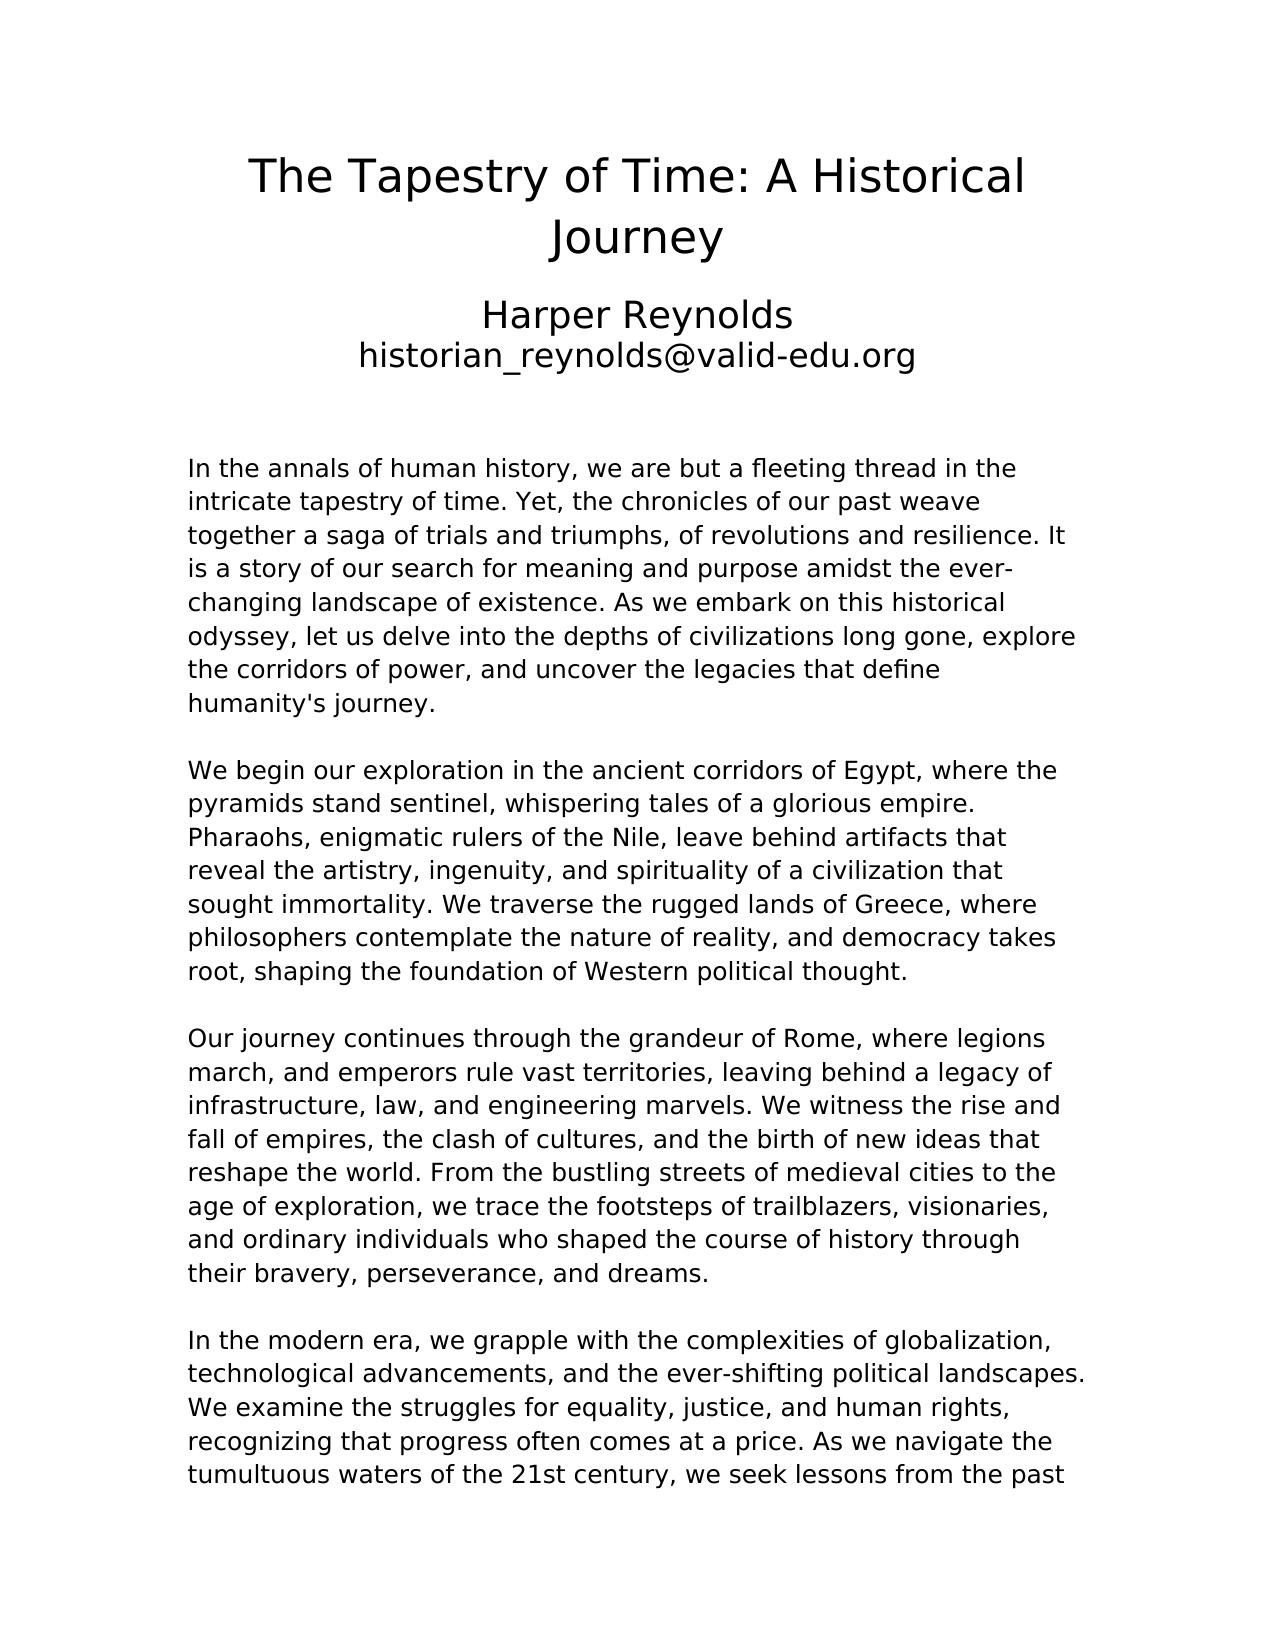 The Tapestry of Time: A Historical
Journey
Harper Reynolds
historian_reynolds@valid-edu.org
In the annals of human history, we are but a fleeting thread in the
intricate tapestry of time. Yet, the chronicles of our past weave
together a saga of trials and triumphs, of revolutions and resilience. It
is a story of our search for meaning and purpose amidst the ever-
changing landscape of existence. As we embark on this historical
odyssey, let us delve into the depths of civilizations long gone, explore
the corridors of power, and uncover the legacies that define
humanity's journey.
We begin our exploration in the ancient corridors of Egypt, where the
pyramids stand sentinel, whispering tales of a glorious empire.
Pharaohs, enigmatic rulers of the Nile, leave behind artifacts that
reveal the artistry, ingenuity, and spirituality of a civilization that
sought immortality. We traverse the rugged lands of Greece, where
philosophers contemplate the nature of reality, and democracy takes
root, shaping the foundation of Western political thought.
Our journey continues through the grandeur of Rome, where legions
march, and emperors rule vast territories, leaving behind a legacy of
infrastructure, law, and engineering marvels. We witness the rise and
fall of empires, the clash of cultures, and the birth of new ideas that
reshape the world. From the bustling streets of medieval cities to the
age of exploration, we trace the footsteps of trailblazers, visionaries,
and ordinary individuals who shaped the course of history through
their bravery, perseverance, and dreams.
In the modern era, we grapple with the complexities of globalization,
technological advancements, and the ever-shifting political landscapes.
We examine the struggles for equality, justice, and human rights,
recognizing that progress often comes at a price. As we navigate the
tumultuous waters of the 21st century, we seek lessons from the past